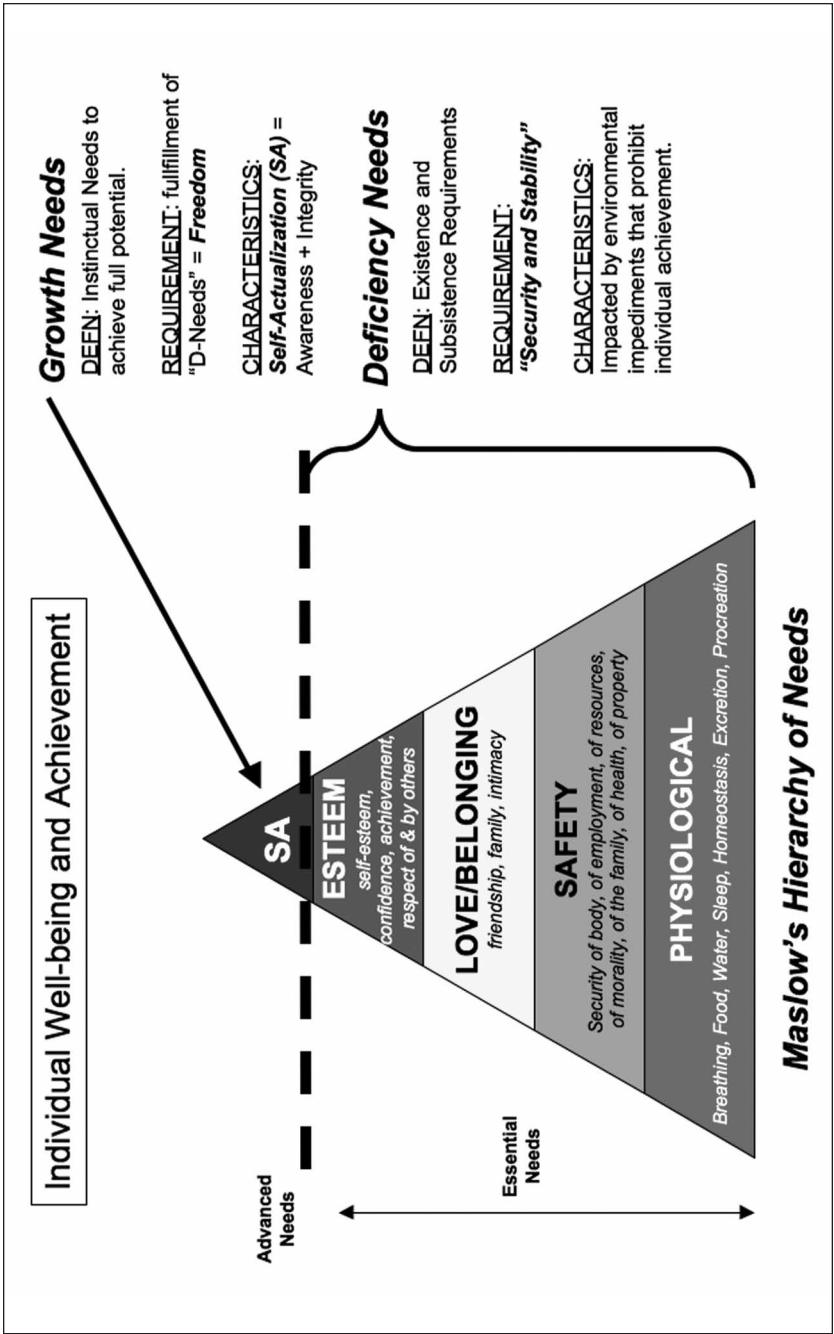 Individual Well-being and Achievement
Growth Needs
DEFN: Instinctual Needs to
achieve full potential.
REQUIREMENT: fullfillment of
"D-Needs" = Freedom
CHARACTERISTICS:
Self-Actualization (SA) =
Awareness + Integrity
Advanced
Needs
SA
ESTEEM
self-esteem,
confidence, achievement,
respect of & by others
LOVE/BELONGING
friendship, family, intimacy
SAFETY
Security of body, of employment, of resources,
of morality, of the family, of health, of property
PHYSIOLOGICAL
Breathing, Food, Water, Sleep, Homeostasis, Excretion, Procreation
Essential
Needs
Deficiency Needs
DEFN: Existence and
Subsistence Requirements
REQUIREMENT:
"Security and Stability"
CHARACTERISTICS:
Impacted by environmental
impediments that prohibit
individual achievement.
Maslow's Hierarchy of Needs